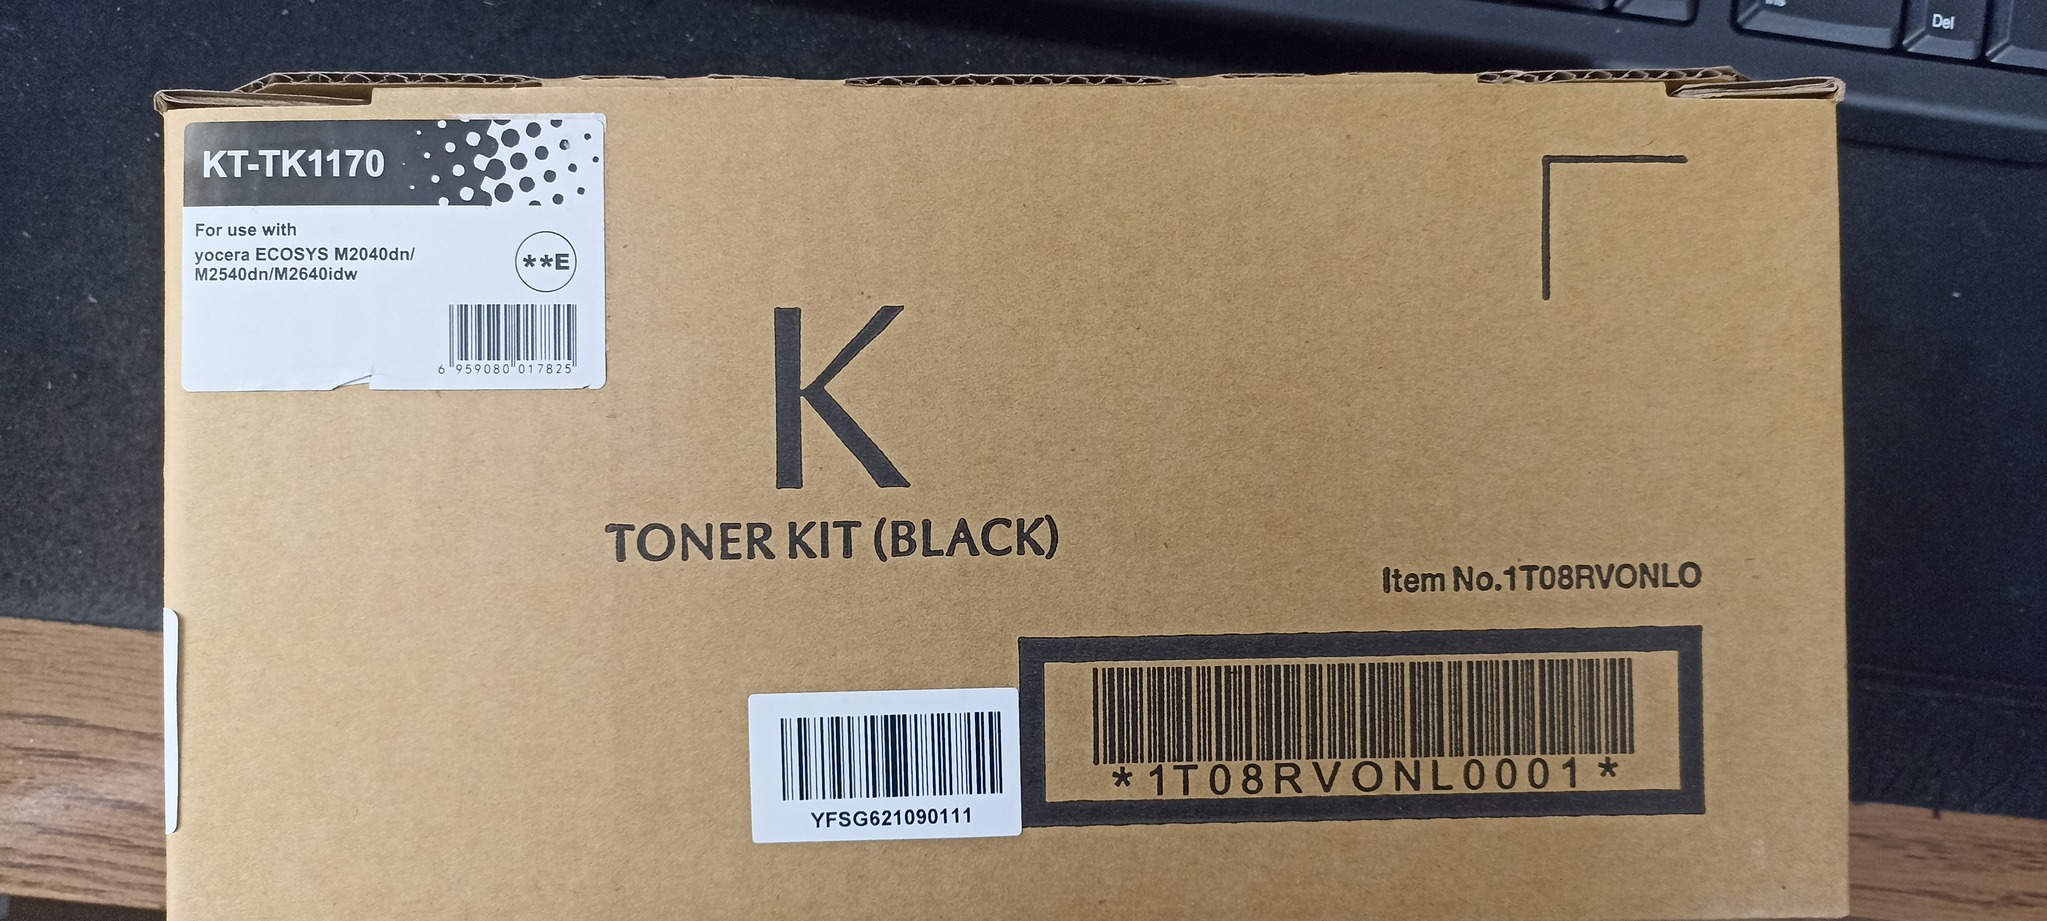 Ins
Del
KT-TK1170
For use with
yocera ECOSYS M2040dn/
M2540dn/M2640idw
**E
6 959080 017825
K
TONER KIT (BLACK)
Item No.1T08RVONLO
*1T08RVONL0001*
YFSG621090111